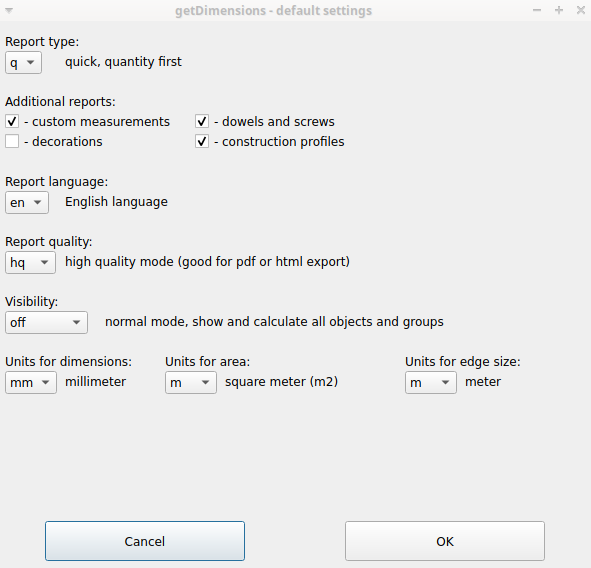 getDimensions - default settings
Report type:
q quick, quantity first
Additional reports:
- custom measurements - dowels and screws
- decorations - construction profiles
Report language:
en English language
Report quality:
hq high quality mode (good for pdf or html export)
Visibility:
off normal mode, show and calculate all objects and groups
Units for dimensions: Units for area: Units for edge size:
mm millimeter m square meter (m2) m meter
Cancel OK